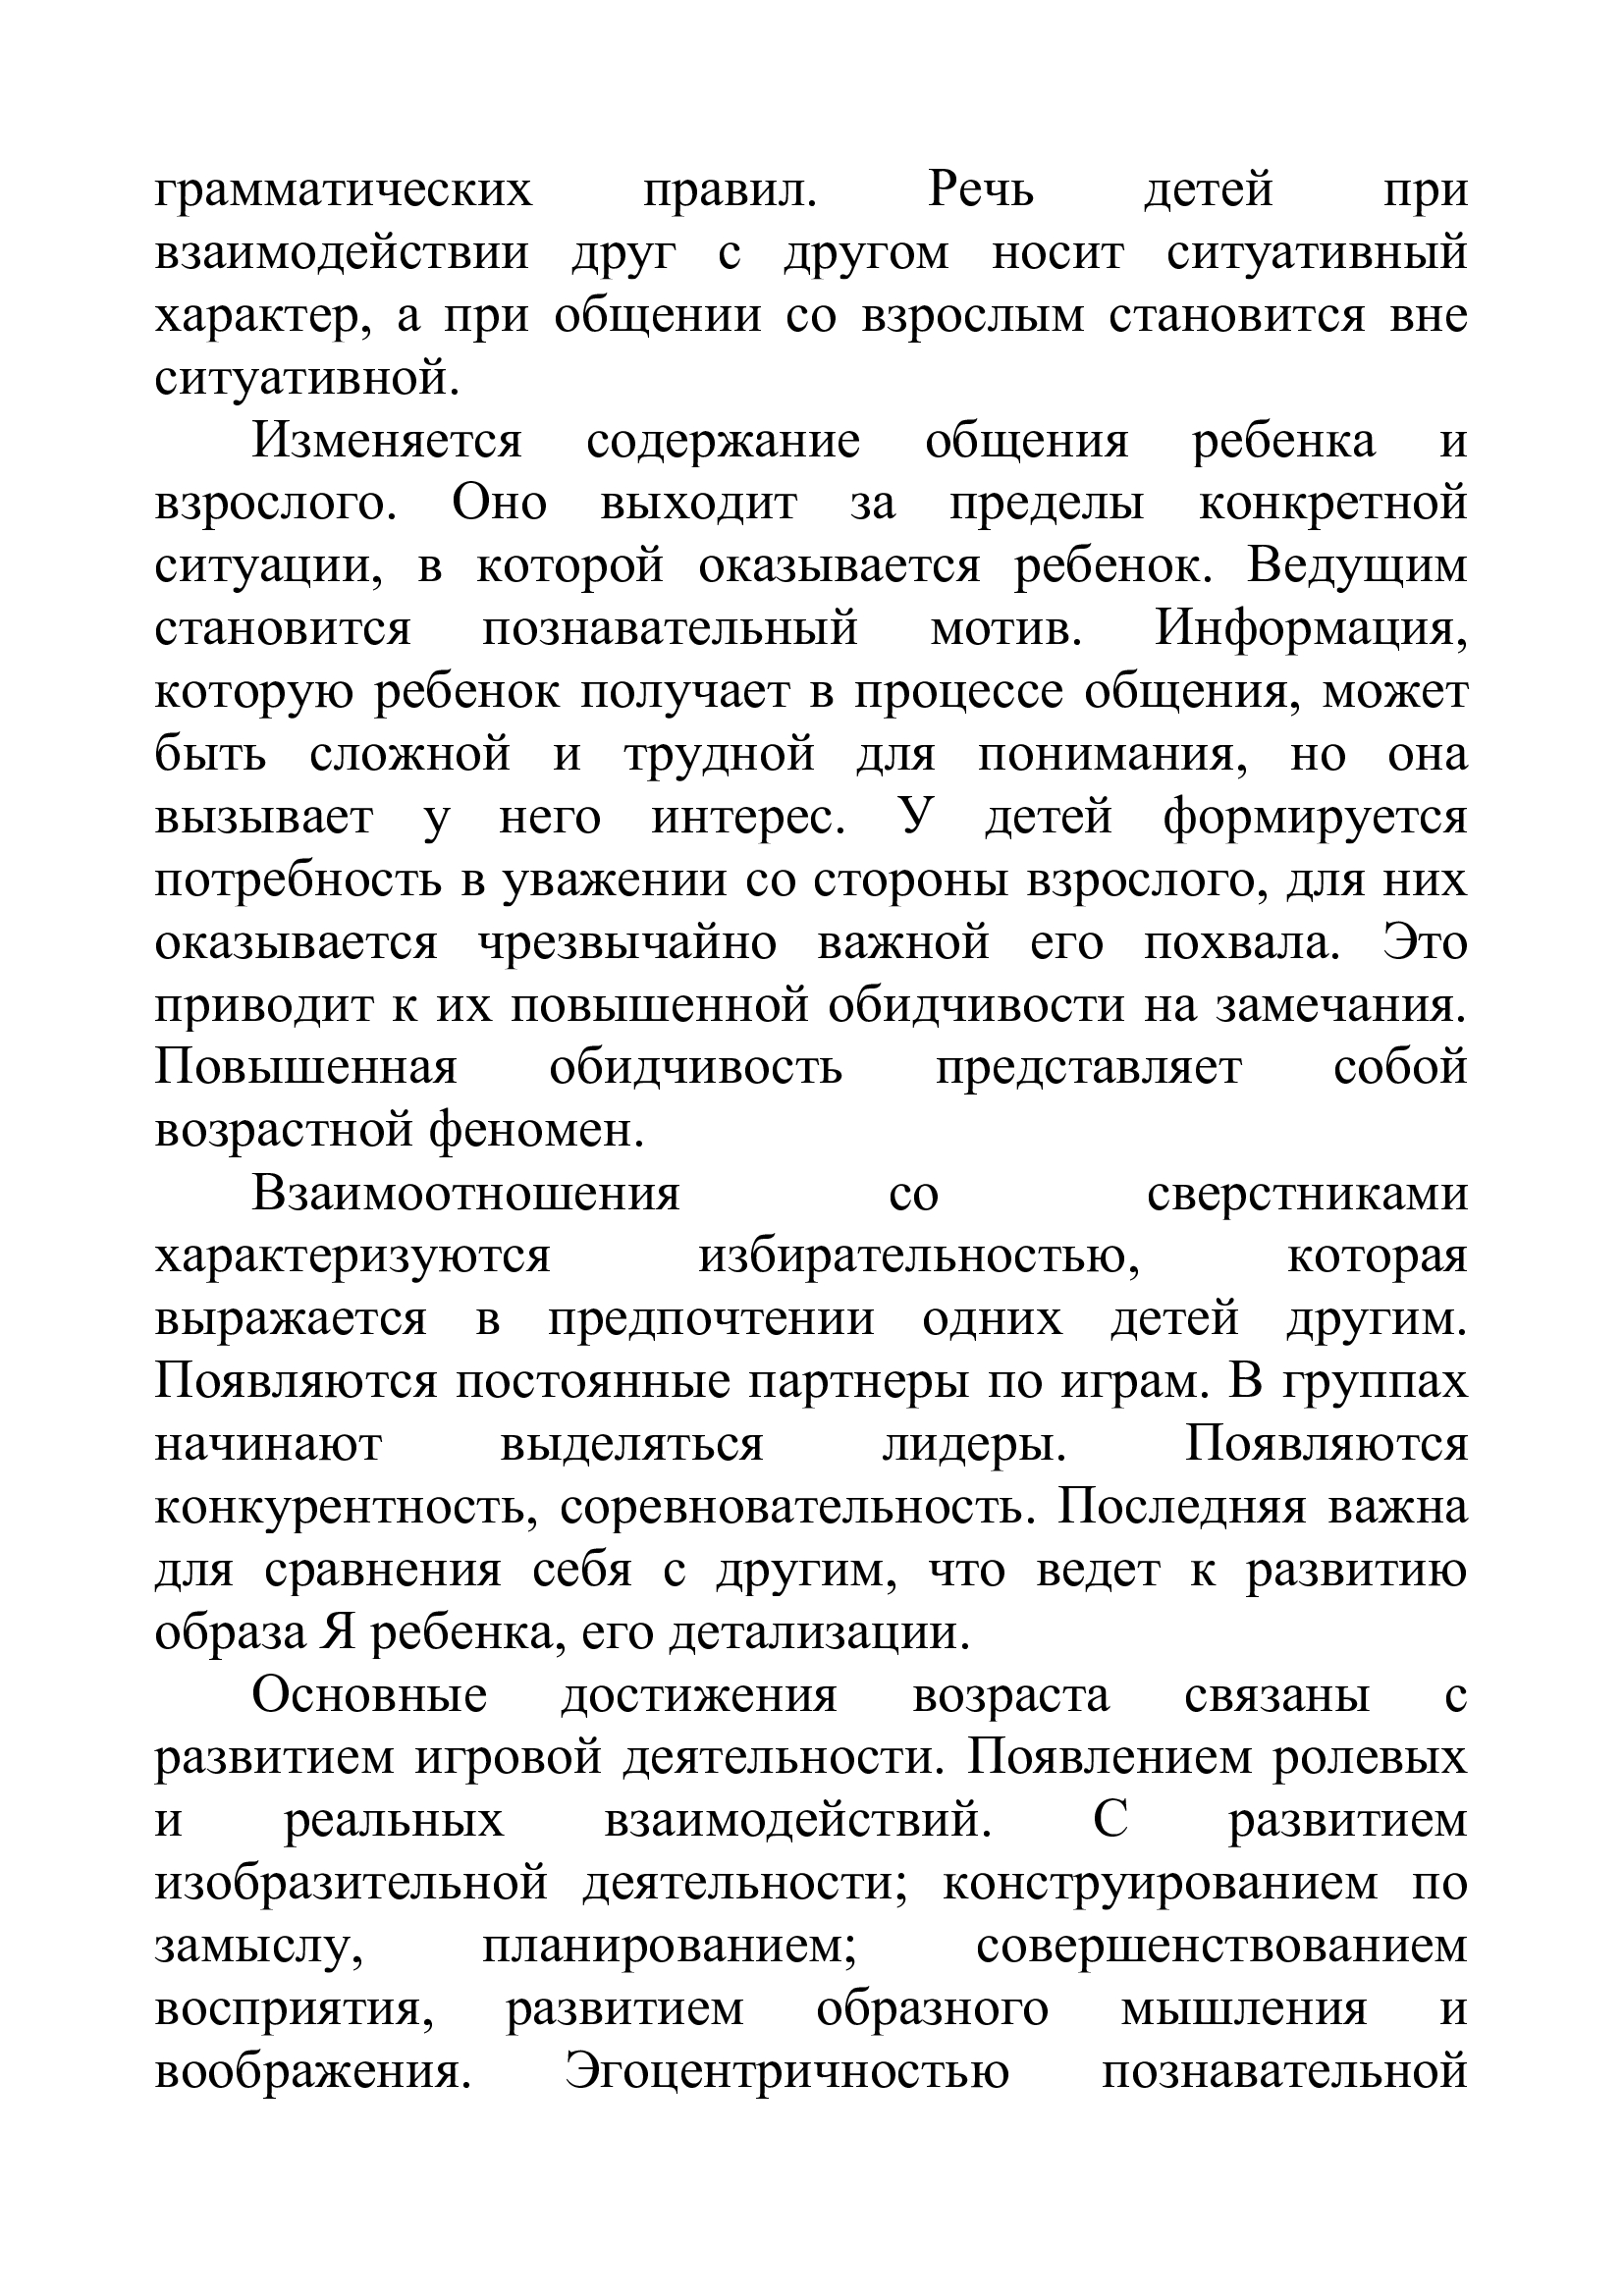 грамматических правил. Речь детей при
взаимодействии друг с другом носит ситуативный
характер, а при общении со взрослым становится вне
ситуативной.
Изменяется содержание общения ребенка и
взрослого. Оно выходит за пределы конкретной
ситуации, в которой оказывается ребенок. Ведущим
становится познавательный мотив. Информация,
которую ребенок получает в процессе общения, может
быть сложной и трудной для понимания, но она
вызывает у него интерес. У детей формируется
потребность в уважении со стороны взрослого, для них
оказывается чрезвычайно важной его похвала. Это
приводит к их повышенной обидчивости на замечания.
Повышенная обидчивость представляет собой
возрастной феномен.
Взаимоотношения со сверстниками
характеризуются избирательностью, которая
выражается в предпочтении одних детей другим.
Появляются постоянные партнеры по играм. В группах
начинают выделяться лидеры. Появляются
конкурентность, соревновательность. Последняя важна
для сравнения себя с другим, что ведет к развитию
образа Я ребенка, его детализации.
Основные достижения возраста связаны с
развитием игровой деятельности. Появлением ролевых
и реальных взаимодействий. С развитием
изобразительной деятельности; конструированием по
замыслу, планированием; совершенствованием
восприятия, развитием образного мышления и
воображения. Эгоцентричностью познавательной